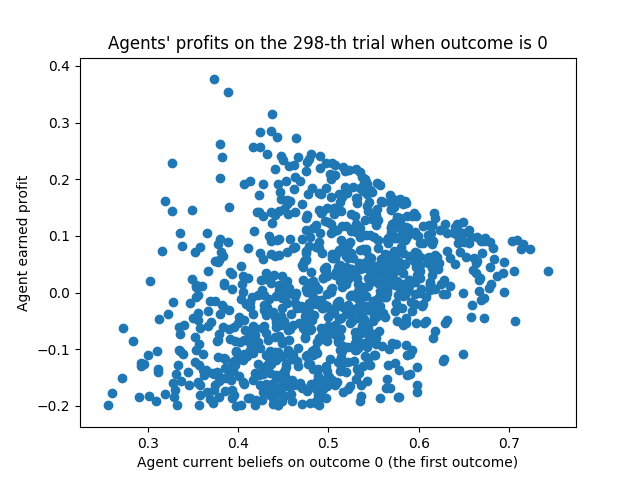 Agents' profits on the 298-th trial when outcome is 0
0.4
0.3
0.2
0.1
0.0
−0.1
−0.2
Agent earned profit
0.3 0.4 0.5 0.6 0.7
Agent current beliefs on outcome 0 (the first outcome)